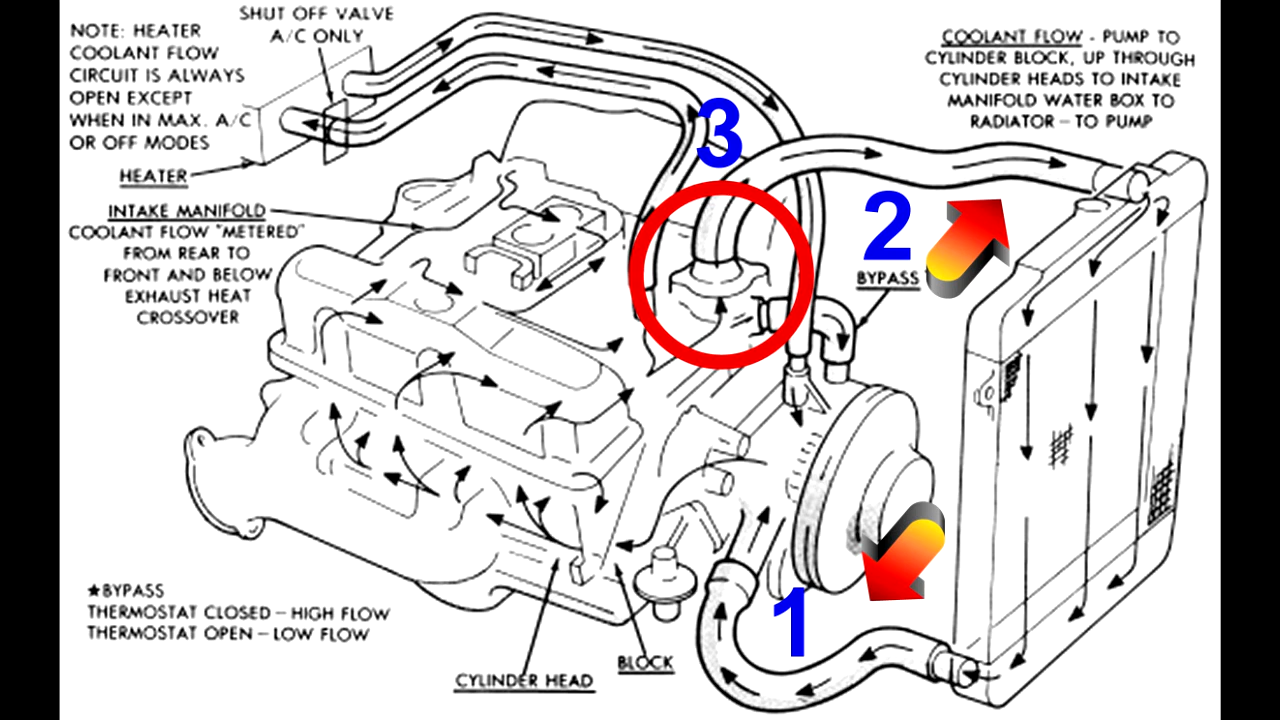 SHUT OFF VALVE
A/C ONLY
NOTE: HEATER
COOLANT FLOW
CIRCUIT IS ALWAYS
OPEN EXCEPT
WHEN IN MAX. A/C
OR OFF MODES
HEATER
INTAKE MANIFOLD
COOLANT FLOW "METERED"
FROM REAR TO
FRONT AND BELOW
EXHAUST HEAT
CROSSOVER
COOLANT FLOW - PUMP TO
CYLINDER BLOCK, UP THROUGH
CYLINDER HEADS TO INTAKE
MANIFOLD WATER BOX TO
RADIATOR - TO PUMP
3
2
BYPASS
1
★BYPASS
THERMOSTAT CLOSED - HIGH FLOW
THERMOSTAT OPEN - LOW FLOW
BLOCK
CYLINDER HEAD